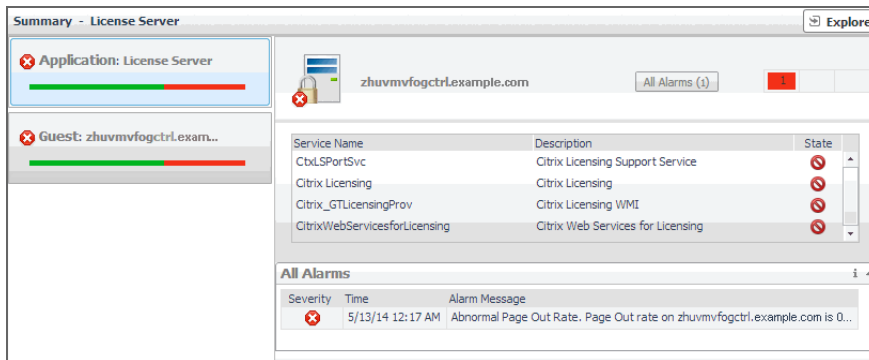 Summary - License Server
Explore
Application: License Server
Guest: zhuvmvfogctrl.exam...
zhuvmvfogctrl.example.com
All Alarms (1)
1
Service Name Description State
CtxLSPortSvc Citrix Licensing Support Service
Citrix Licensing Citrix Licensing
Citrix_GTLicensingProv Citrix Licensing WMI
CitrixWebServicesforLicensing Citrix Web Services for Licensing
All Alarms
Severity Time Alarm Message
5/13/14 12:17 AM Abnormal Page Out Rate. Page Out rate on zhuvmvfogctrl.example.com is 0...